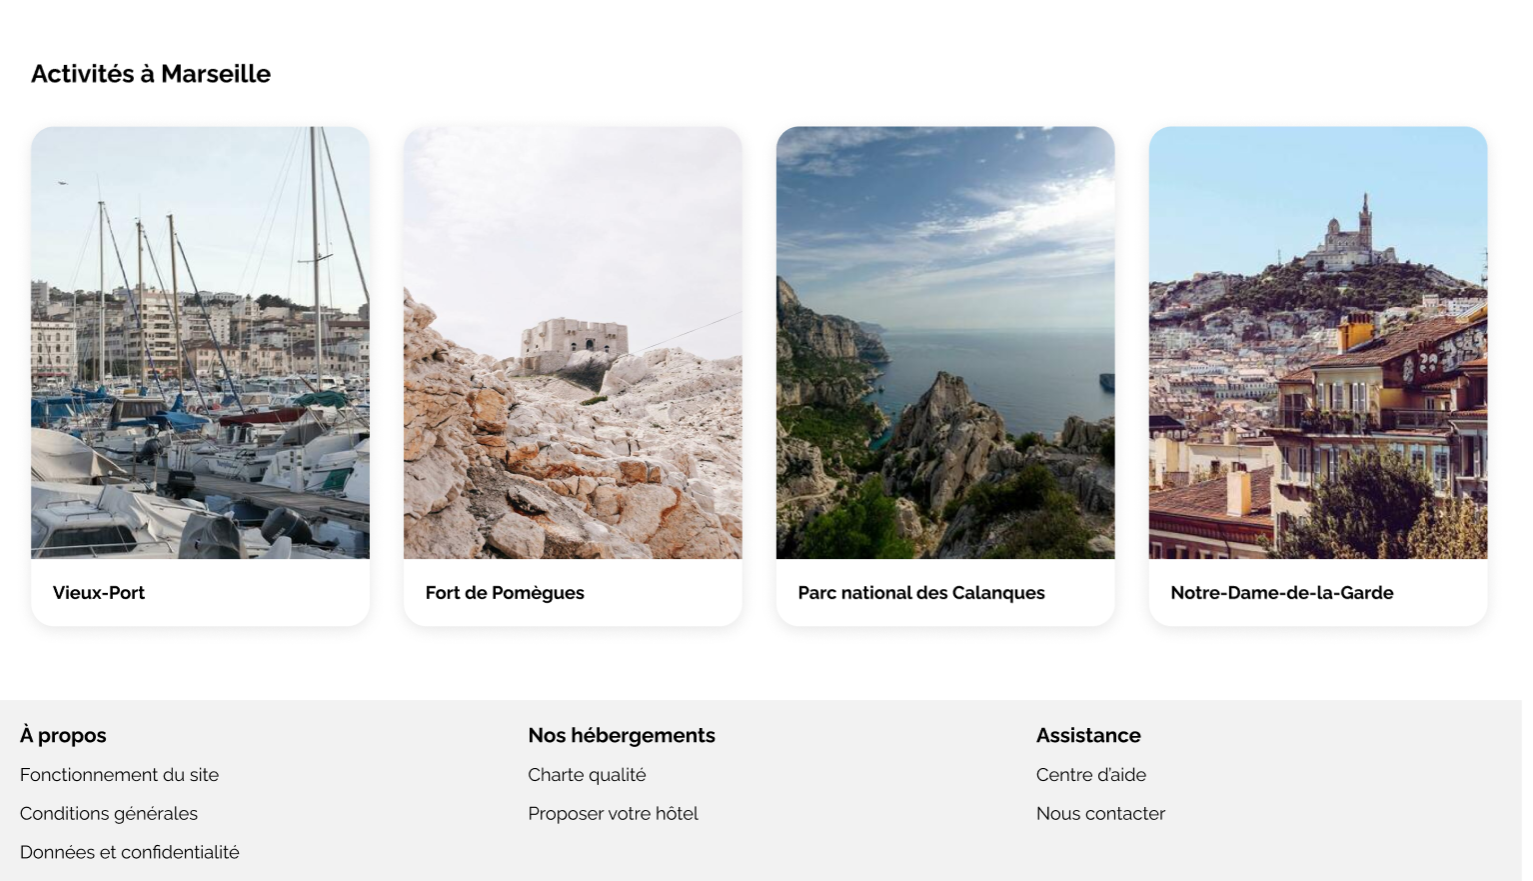 Activités à Marseille
Vieux-Port
Fort de Pomègues
Parc national des Calanques
Notre-Dame-de-la-Garde
À propos
Fonctionnement du site
Conditions générales
Données et confidentialité
Nos hébergements
Charte qualité
Proposer votre hôtel
Assistance
Centre d'aide
Nous contacter